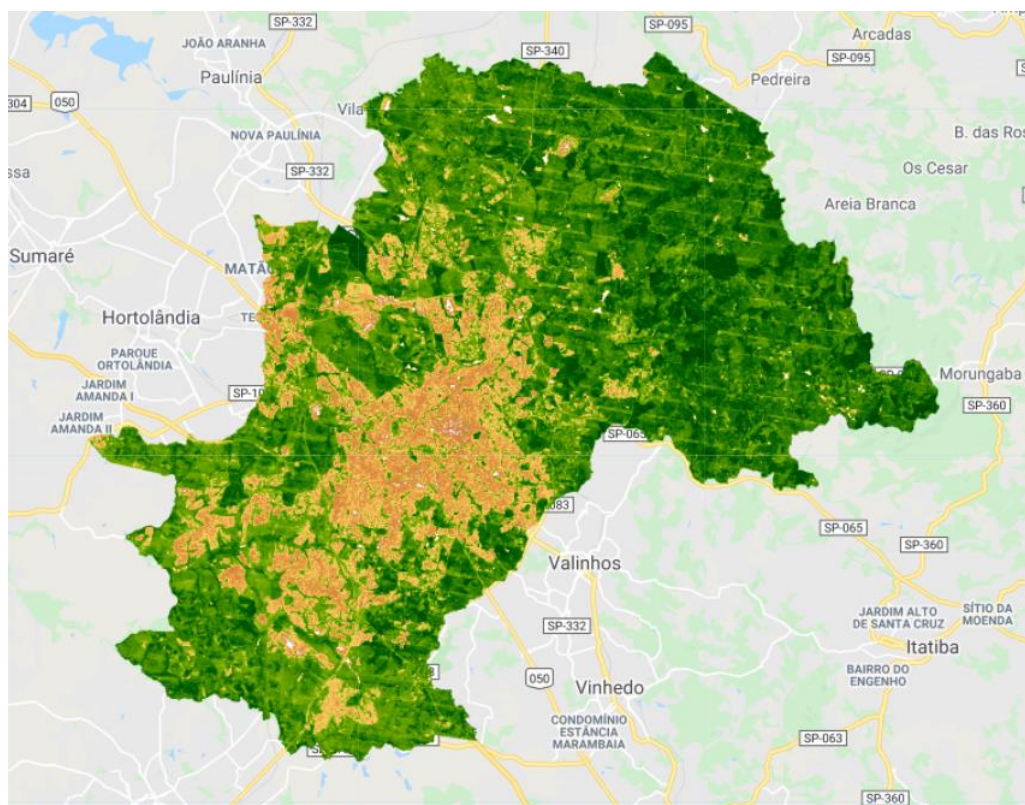 SP-332
JOÃO ARANHA
Paulínia
SP-340
SP-095
Arcadas
SP-095
Pedreira
304
050
Vila
NOVA PAULÍNIA
SP-332
B. das Ros
Os Cesar
Areia Branca
ssa
Sumaré
MATÃO
Hortolândia
TE
PARQUE
ORTOLÂNDIA
JARDIM
AMANDA I
JARDIM
AMANDA II
SP-10
Morungaba
SP-360
SP-065
083
SP-065
SP-360
Valinhos
SP-332
JARDIM ALTO
DE SANTA CRUZ
SÍTIO DA
MOENDA
Itatiba
BAIRRO DO
ENGENHO
050
Vinhedo
CONDOMÍNIO
ESTÂNCIA
MARAMBAIA
SP-063
SP-360